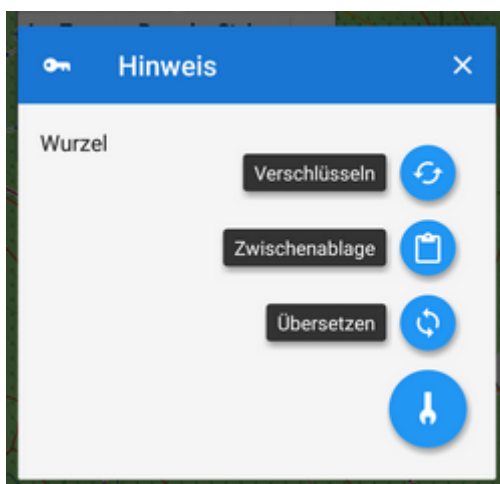 Hinweis
Wurzel
Verschlüsseln
Zwischenablage
Übersetzen